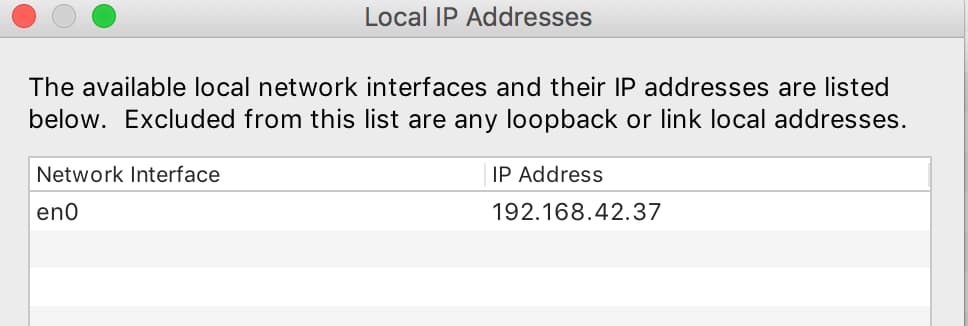 Local IP Addresses
The available local network interfaces and their IP addresses are listed
below.  Excluded from this list are any loopback or link local addresses.
Network Interface IP Address
en0 192.168.42.37